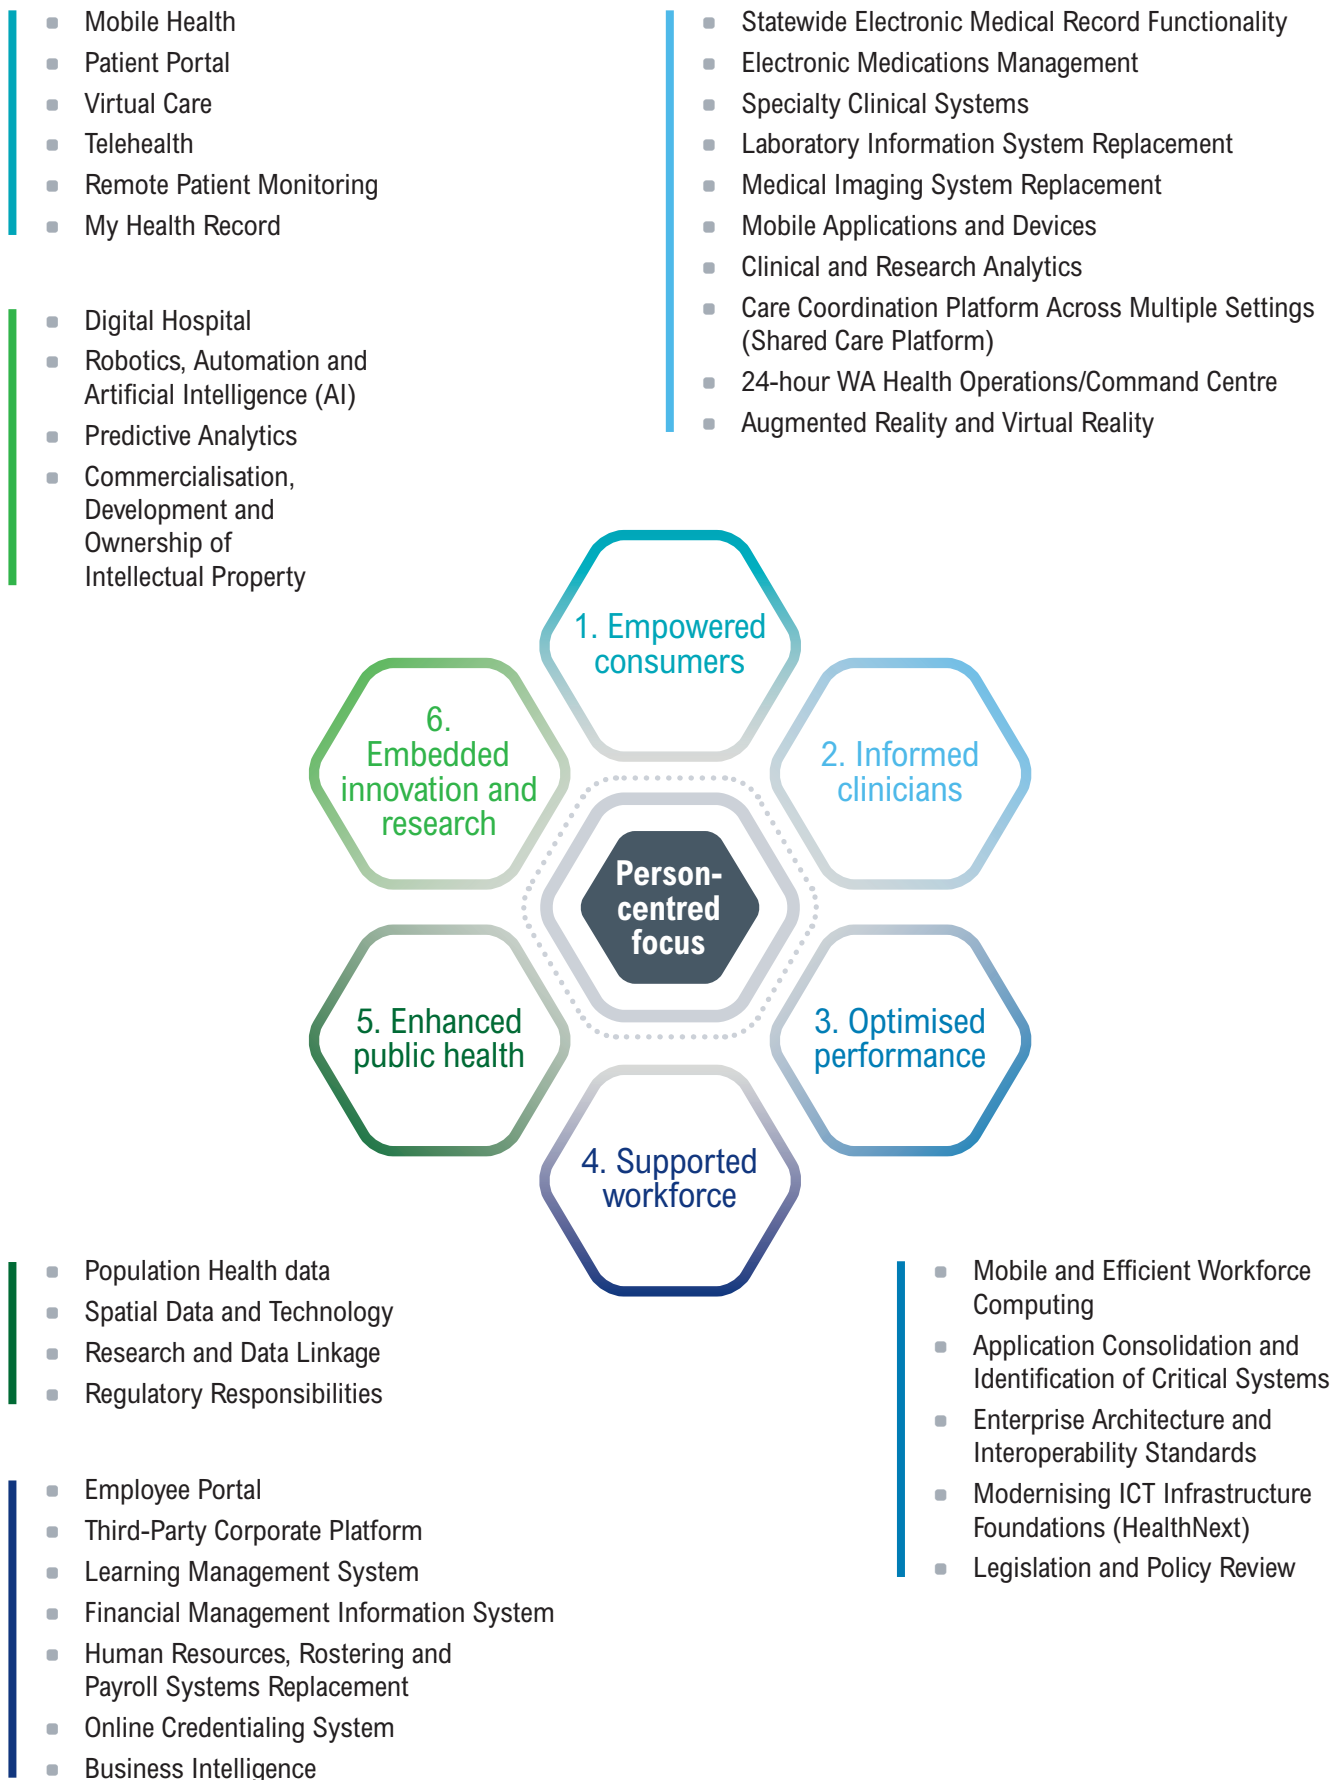 Mobile Health
Patient Portal
Virtual Care
Telehealth
Remote Patient Monitoring
My Health Record
Digital Hospital
Robotics, Automation and
Artificial Intelligence (AI)
Predictive Analytics
Commercialisation,
Development and
Ownership of
Intellectual Property
Statewide Electronic Medical Record Functionality
Electronic Medications Management
Specialty Clinical Systems
Laboratory Information System Replacement
Medical Imaging System Replacement
Mobile Applications and Devices
Clinical and Research Analytics
Care Coordination Platform Across Multiple Settings
(Shared Care Platform)
24-hour WA Health Operations/Command Centre
Augmented Reality and Virtual Reality
1. Empowered
consumers
2. Informed
clinicians
3. Optimised
performance
4. Supported
workforce
5. Enhanced
public health
6.
Embedded
innovation and
research
Person-
centred
focus
Population Health data
Spatial Data and Technology
Research and Data Linkage
Regulatory Responsibilities
Employee Portal
Third-Party Corporate Platform
Learning Management System
Financial Management Information System
Human Resources, Rostering and
Payroll Systems Replacement
Online Credentialing System
Business Intelligence
Mobile and Efficient Workforce
Computing
Application Consolidation and
Identification of Critical Systems
Enterprise Architecture and
Interoperability Standards
Modernising ICT Infrastructure
Foundations (HealthNext)
Legislation and Policy Review